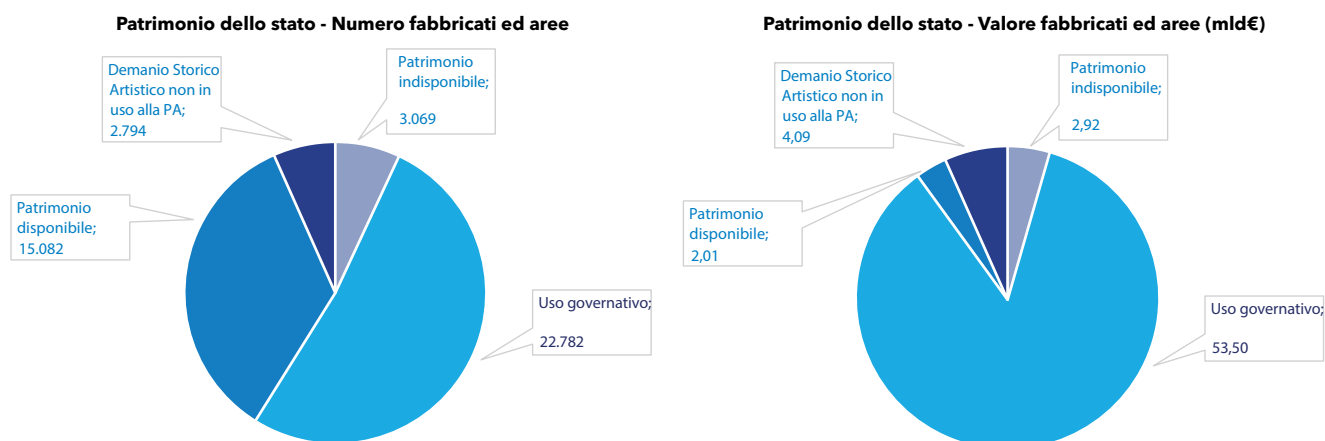 Patrimonio dello stato - Numero fabbricati ed aree
Demanio Storico
Artistico non in
uso alla PA;
2.794
Patrimonio
indisponibile;
3.069
Patrimonio
disponibile;
15.082
Uso governativo;
22.782
Patrimonio dello stato - Valore fabbricati ed aree (mld€)
Demanio Storico
Artistico non in
uso alla PA;
4,09
Patrimonio
indisponibile;
2,92
Patrimonio
disponibile;
2,01
Uso governativo;
53,50